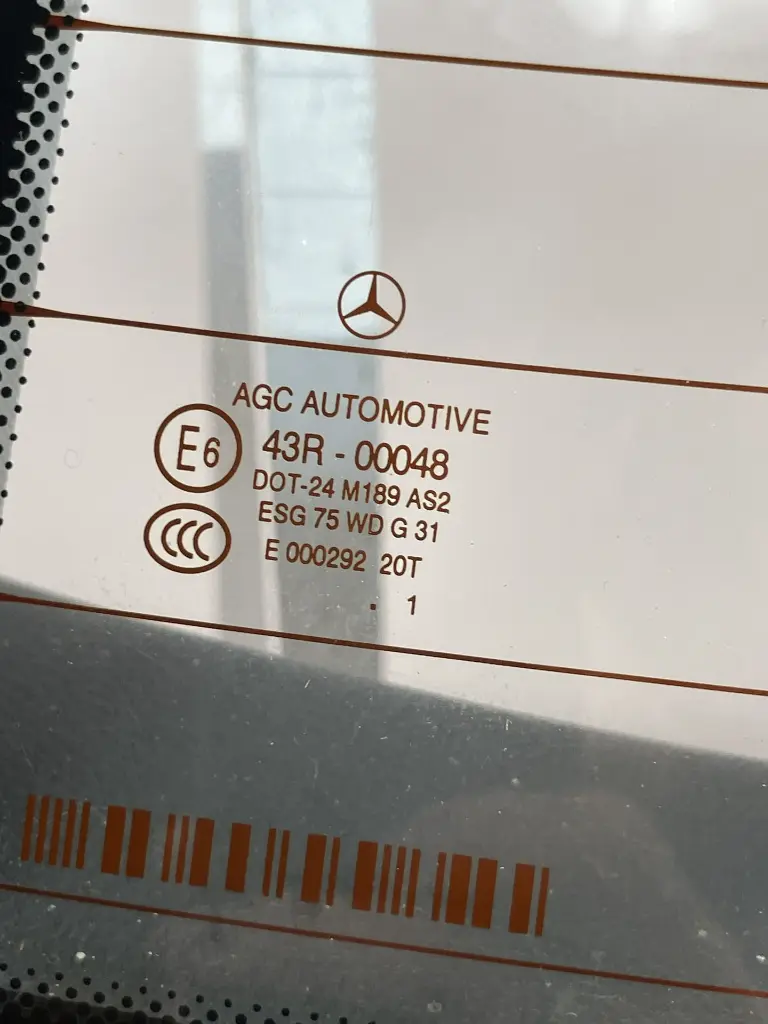 AGC AUTOMOTIVE
E6 43R - 00048
DOT-24 M189 AS2
CCC ESG 75 WD G 31
E 000292 20T
. 1